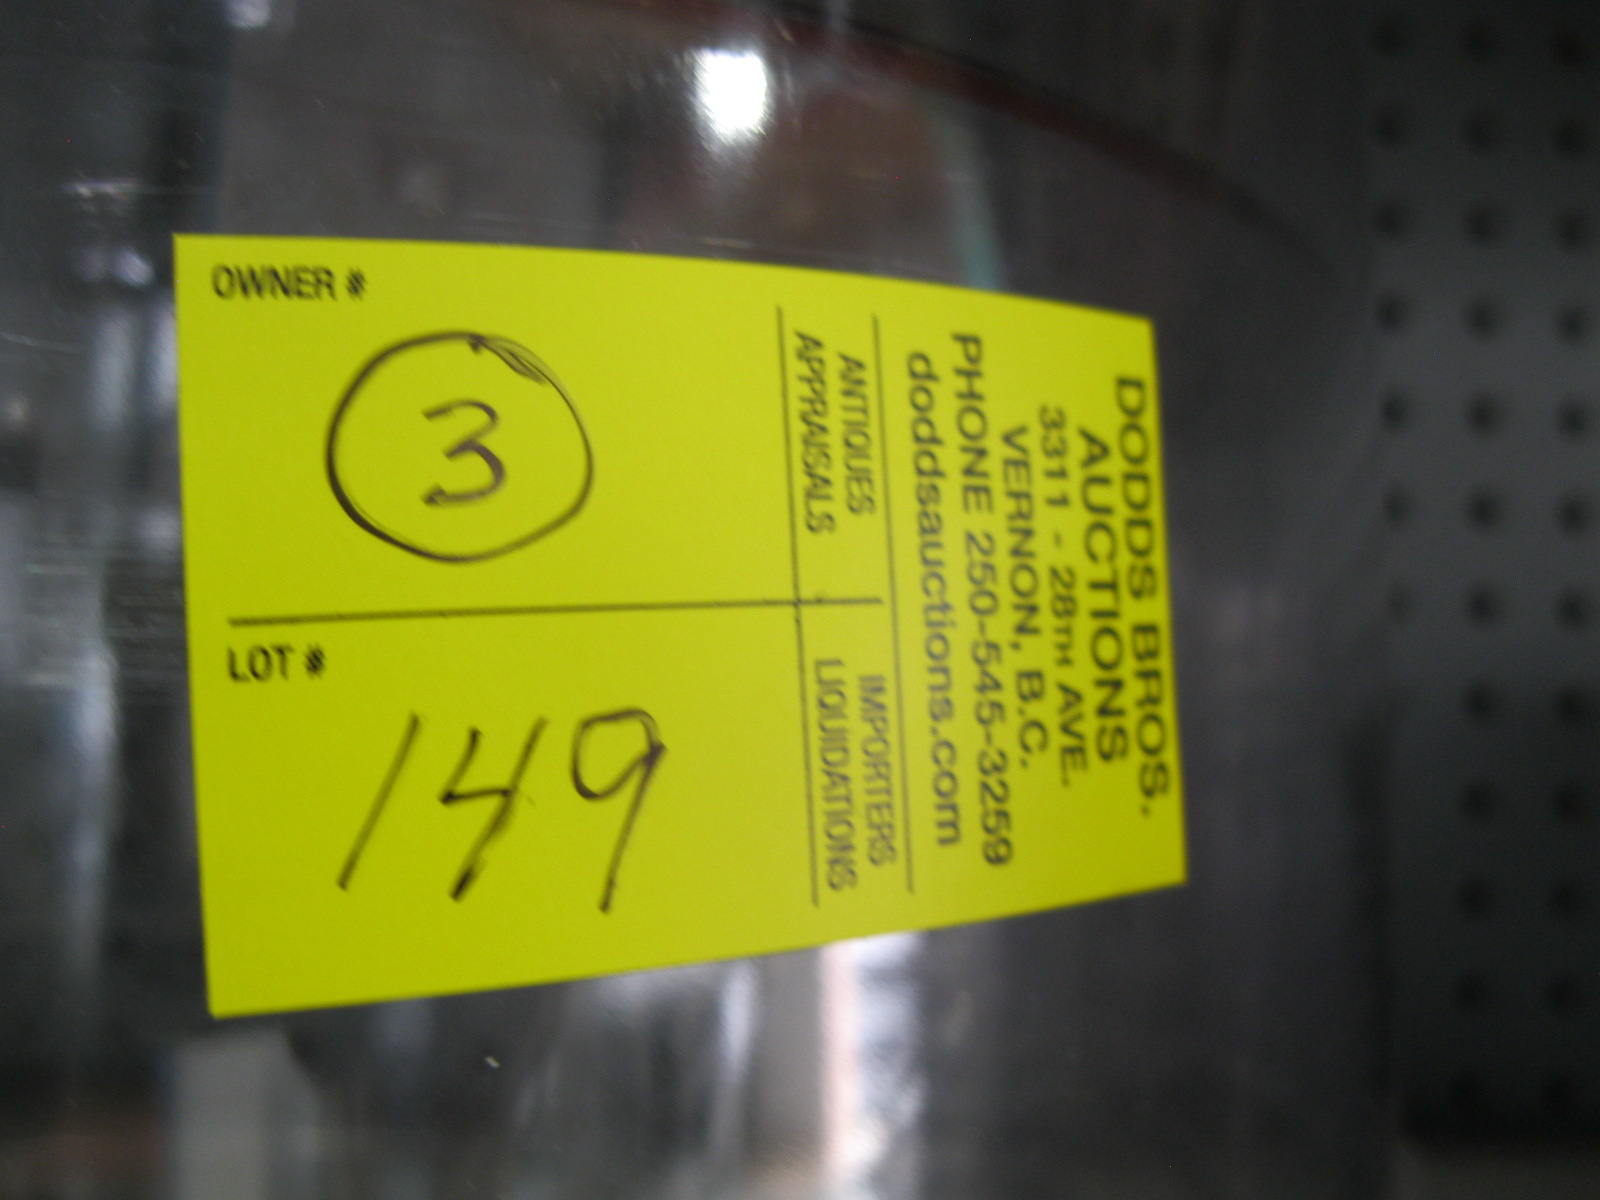 DODDS BROS.
AUCTIONS
3311 - 28TH AVE.
VERNON, B.C.
PHONE 250-545-3259
doddsauctions.com
ANTIQUES
APPRAISALS
IMPORTERS
LIQUIDATIONS
OWNER #
3
LOT #
149